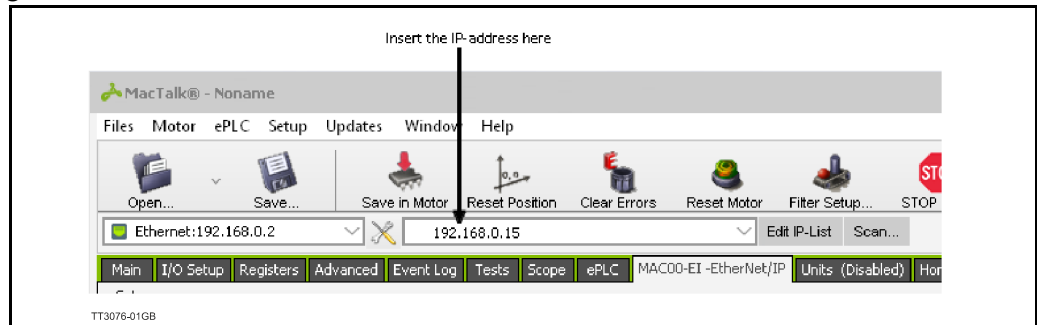 Insert the IP-address here
MacTalk® - Noname
Files Motor ePLC Setup Updates Window Help
Open... Save... Save in Motor Reset Position Clear Errors Reset Motor Filter Setup... STOP
Ethernet:192.168.0.2 192.168.0.15 Edit IP-List Scan...
Main I/O Setup Registers Advanced Event Log Tests Scope ePLC MAC00-EI -EtherNet/IP Units (Disabled) Hor
TT3076-01GB